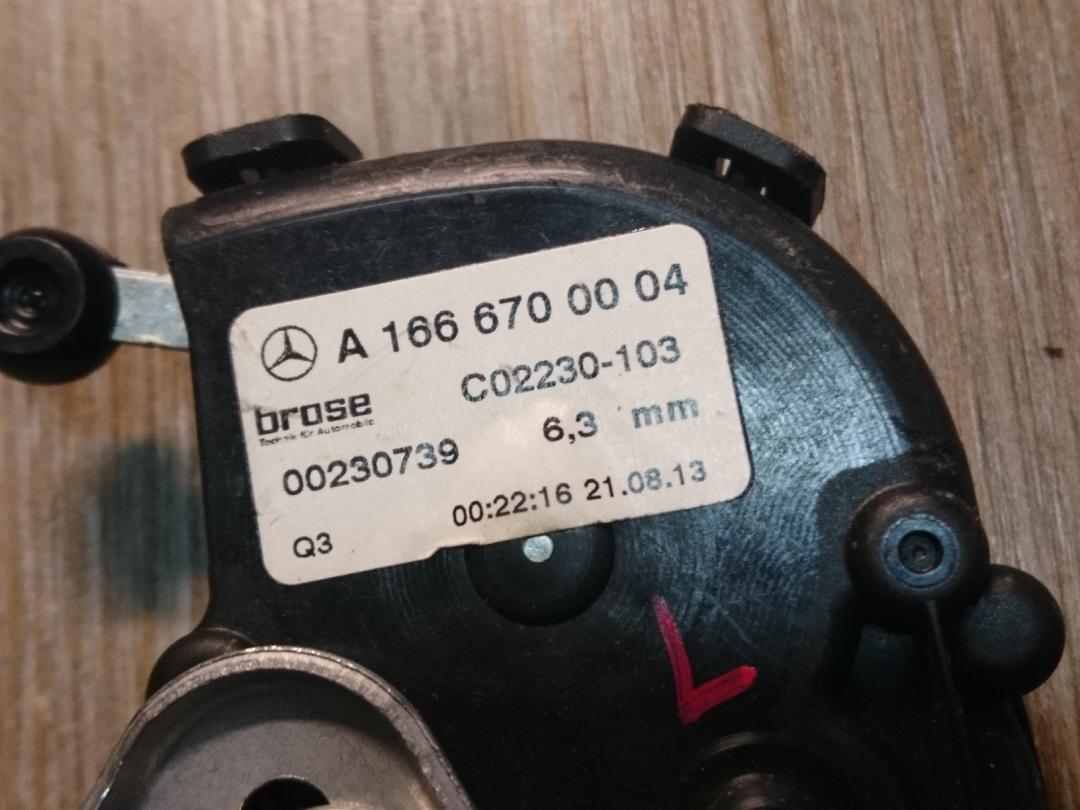 A 166 670 00 04
C02230-103
brose
Technik für Automobile
6,3 mm
00230739
00:22:16 21.08.13
Q3
L